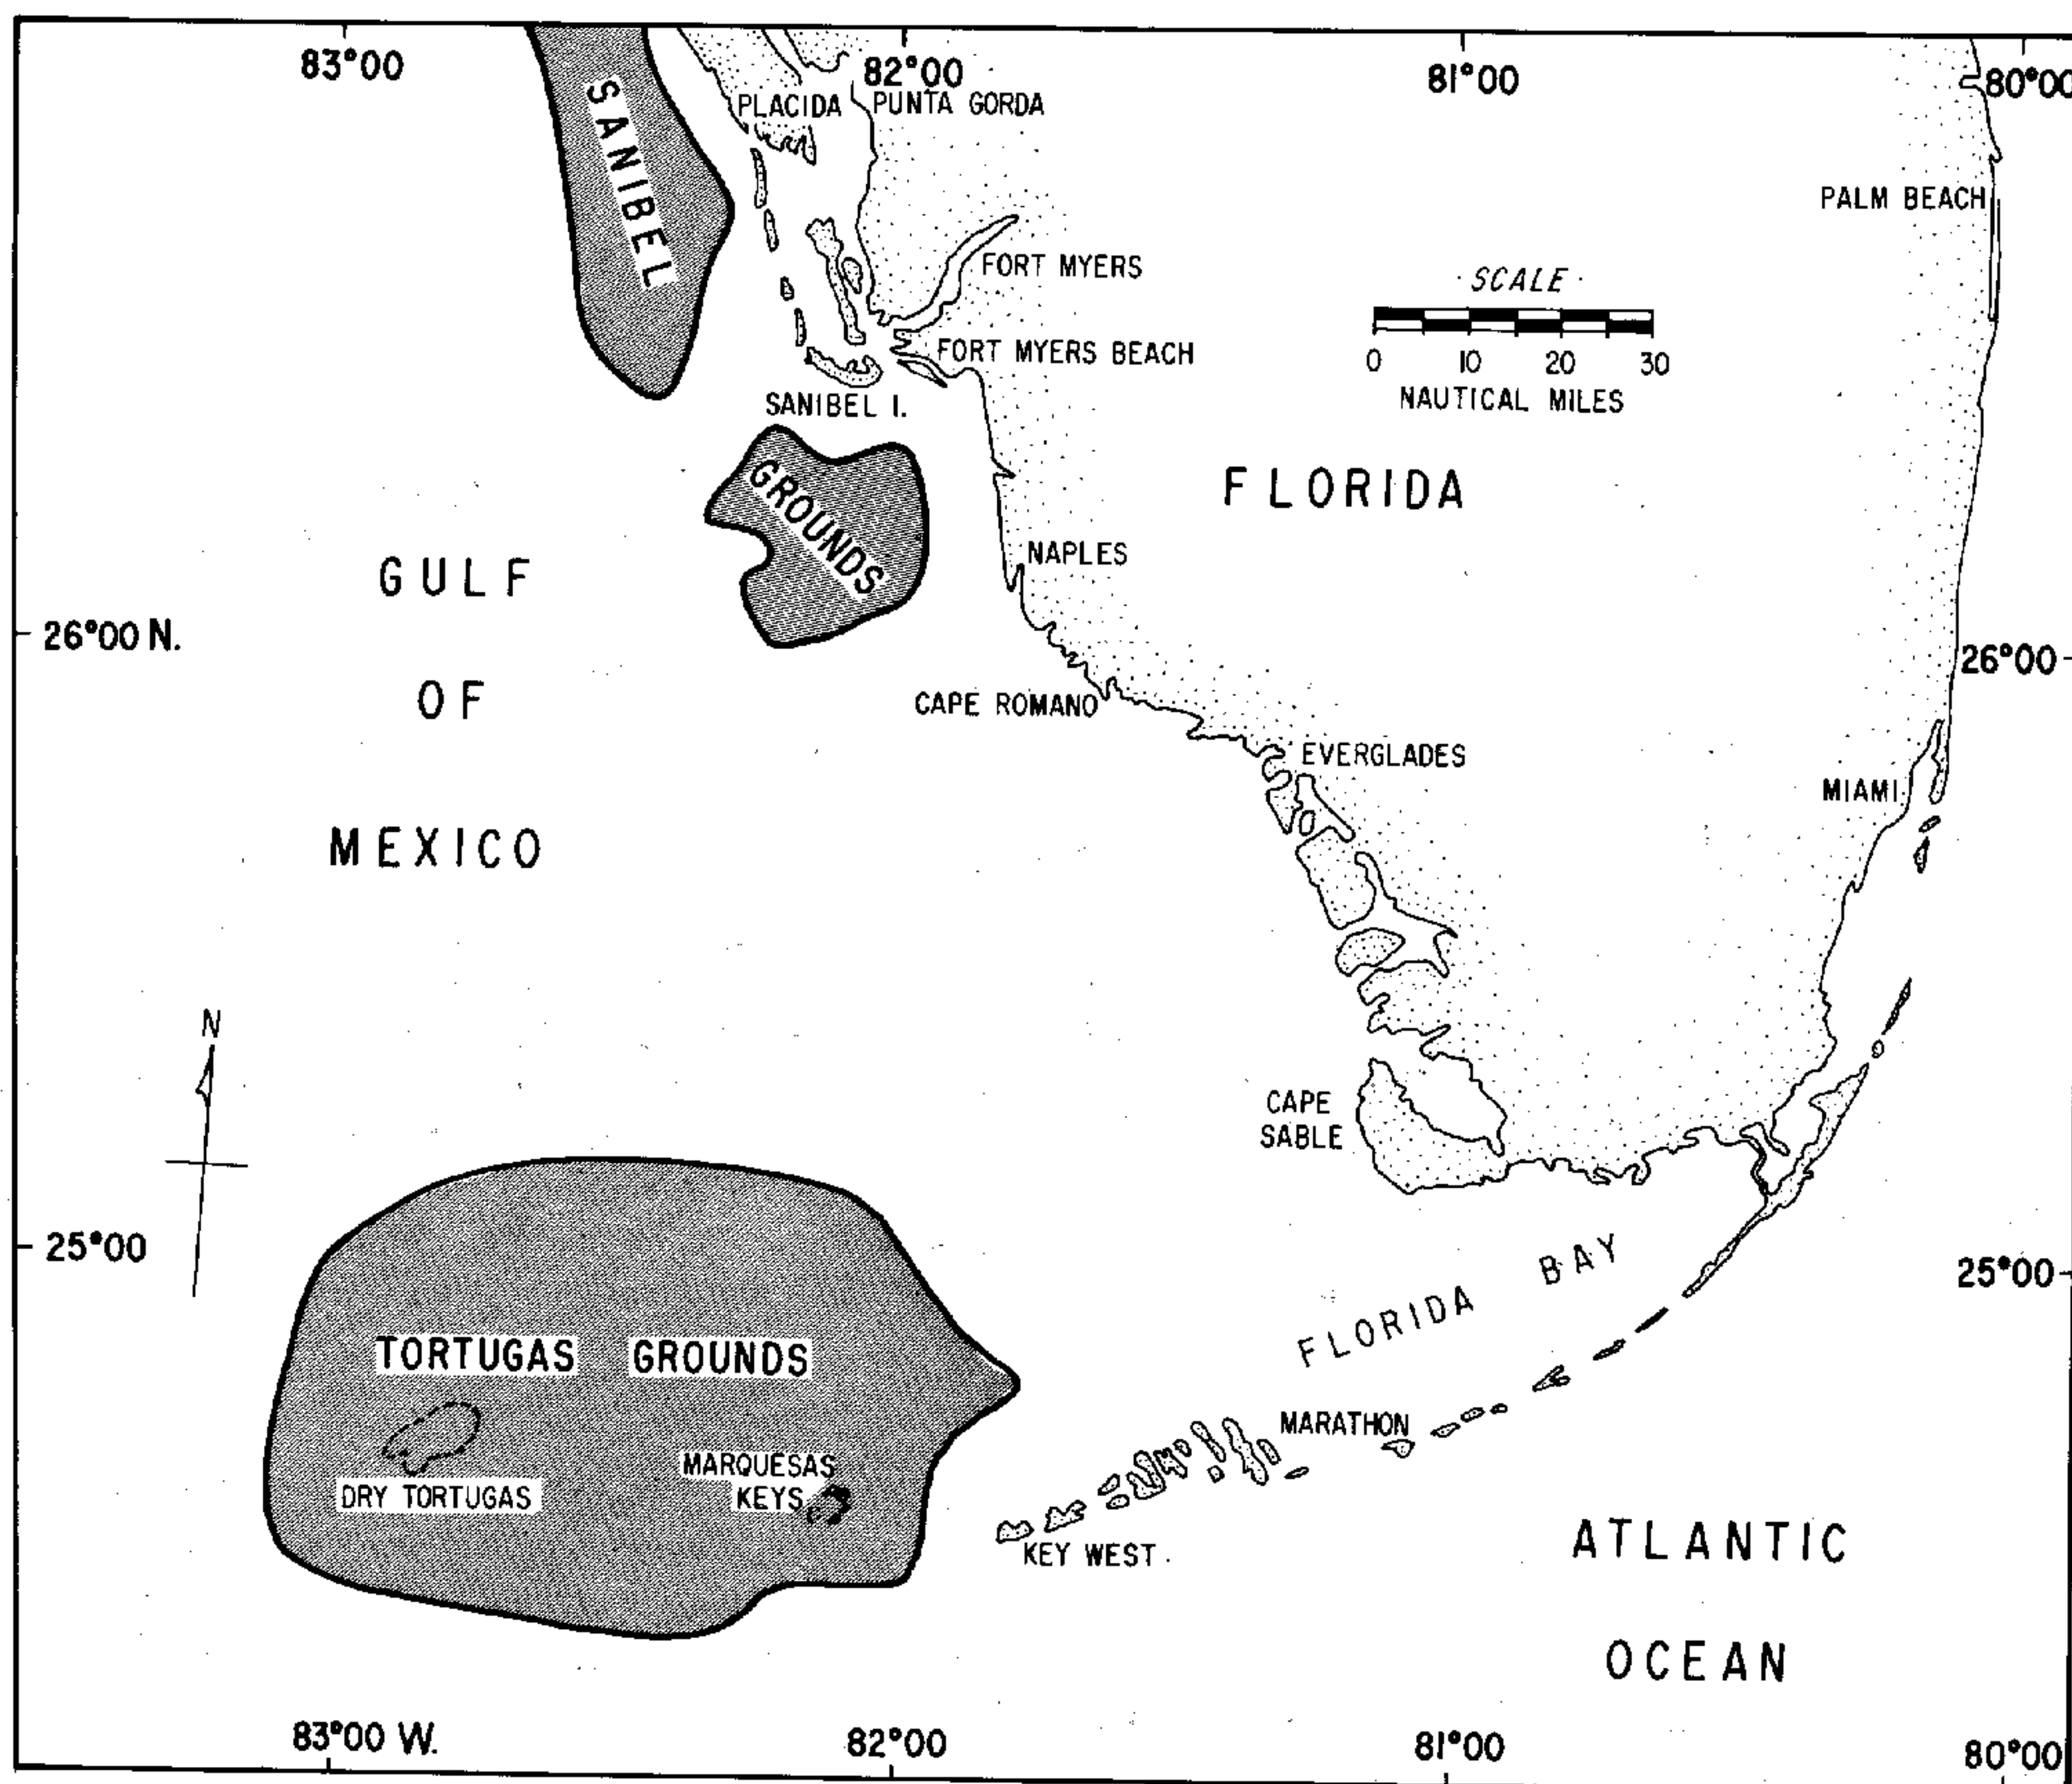 83°00
82°00
81°00
80°00
PLACIDA
PUNTA GORDA
SANIBEL
PALM BEACH
FORT MYERS
SCALE
FORT MYERS BEACH
0 10 20 30
NAUTICAL MILES
SANIBEL I.
GROUNDS
FLORIDA
NAPLES
GULF
OF
MEXICO
26°00 N.
26°00
CAPE ROMANO
EVERGLADES
MIAMI
N
CAPE
SABLE
25°00
25°00
FLORIDA BAY
TORTUGAS GROUNDS
MARATHON
MARQUESAS
KEYS
DRY TORTUGAS
KEY WEST
ATLANTIC
OCEAN
83°00 W.
82°00
81°00
80°00